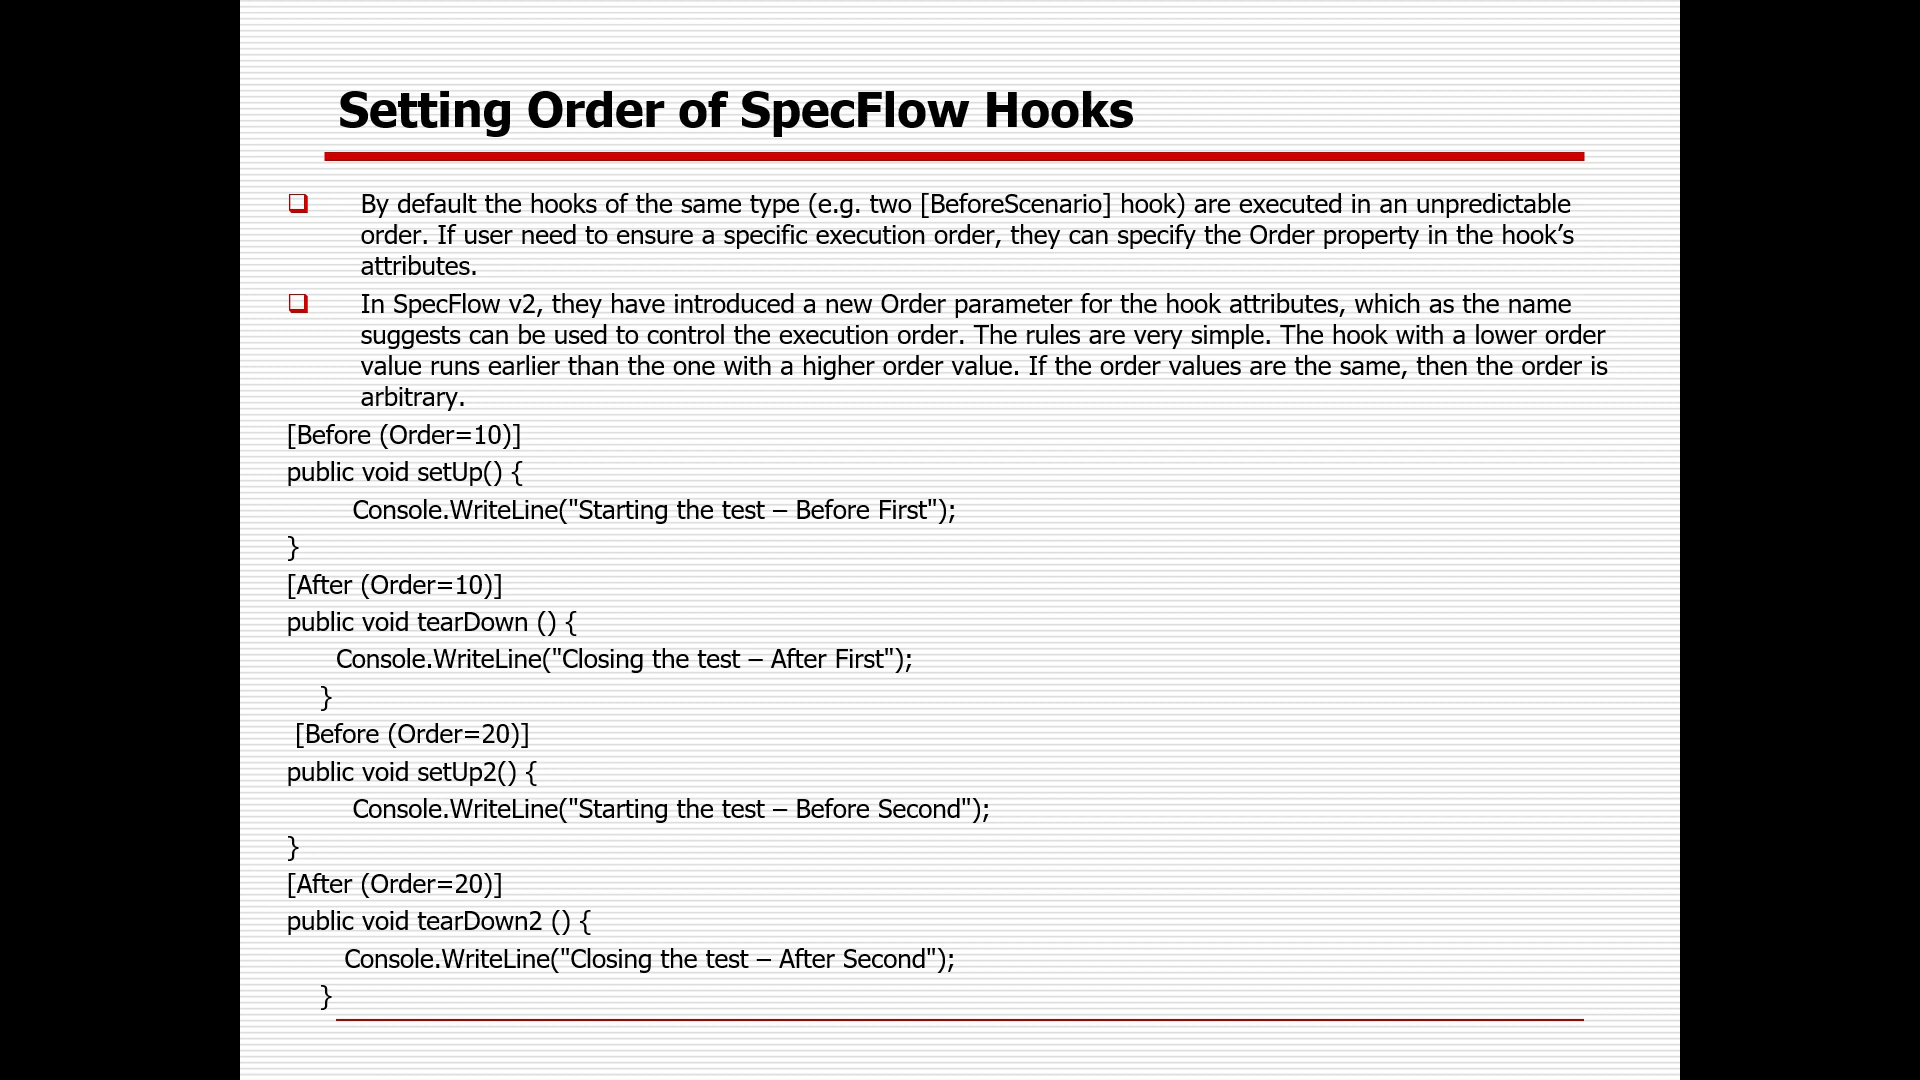 Setting Order of SpecFlow Hooks
By default the hooks of the same type (e.g. two [BeforeScenario] hook) are executed in an unpredictable
order. If user need to ensure a specific execution order, they can specify the Order property in the hook’s
attributes.
In SpecFlow v2, they have introduced a new Order parameter for the hook attributes, which as the name
suggests can be used to control the execution order. The rules are very simple. The hook with a lower order
value runs earlier than the one with a higher order value. If the order values are the same, then the order is
arbitrary.
[Before (Order=10)]
public void setUp() {
Console.WriteLine("Starting the test – Before First");
}
[After (Order=10)]
public void tearDown () {
Console.WriteLine("Closing the test – After First");
}
[Before (Order=20)]
public void setUp2() {
Console.WriteLine("Starting the test – Before Second");
}
[After (Order=20)]
public void tearDown2 () {
Console.WriteLine("Closing the test – After Second");
}